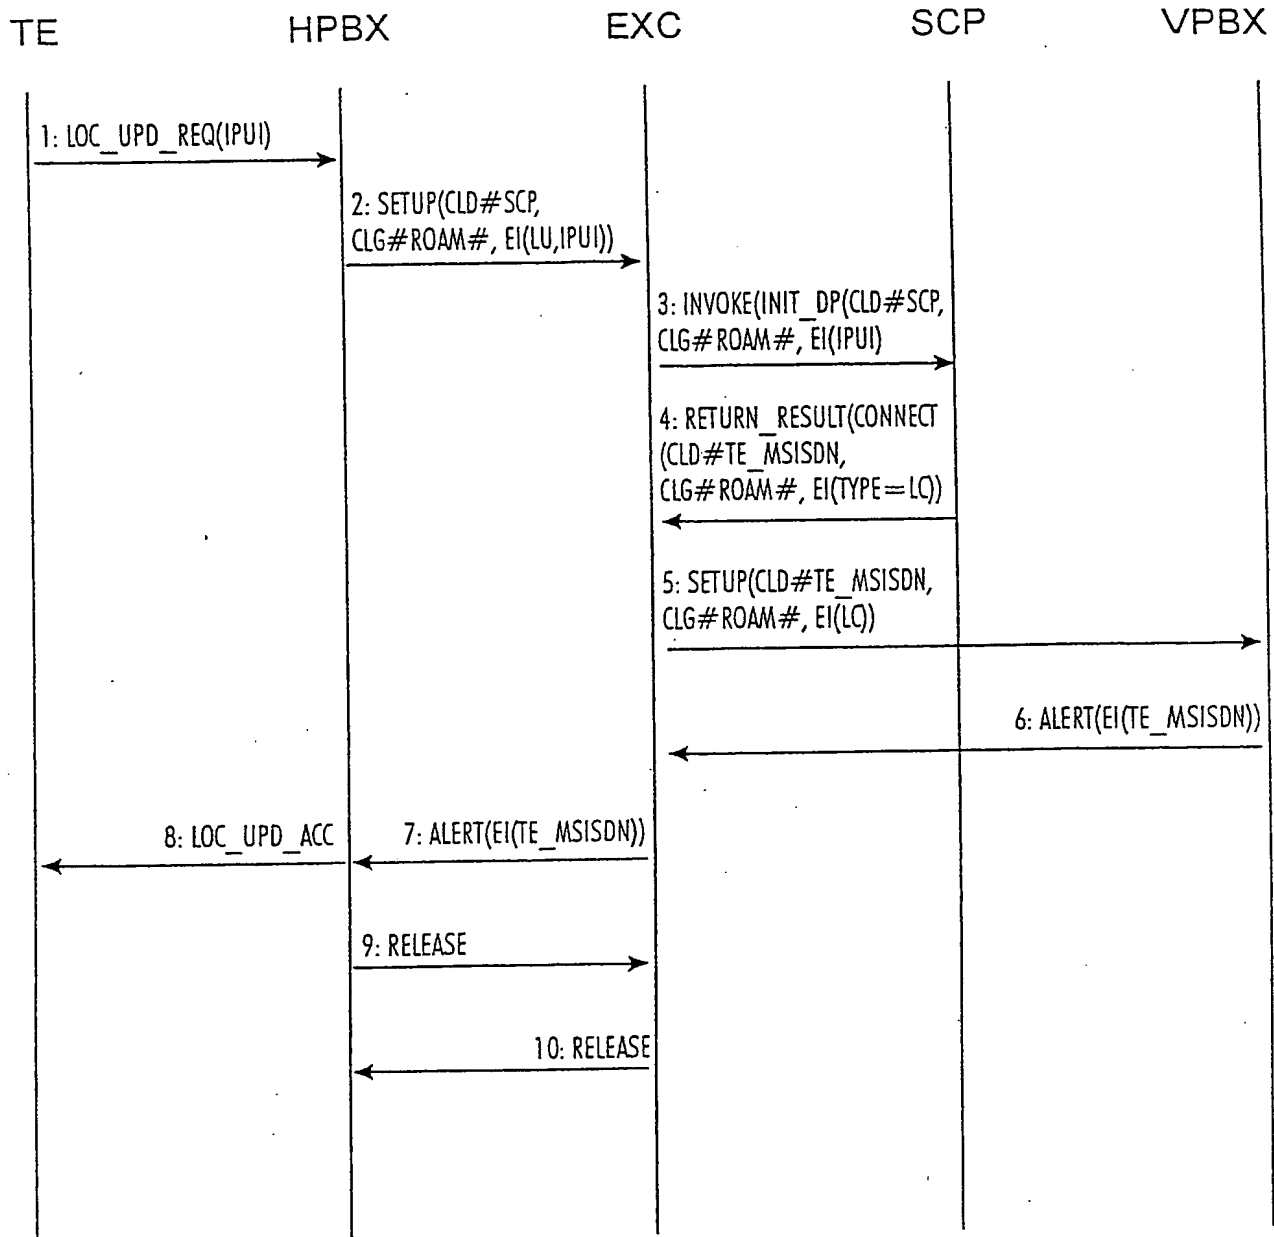 TE HPBX EXC SCP VPBX
1: LOC_UPD_REQ(IPUI)
2: SETUP(CLD#SCP,
CLG#ROAM#, EI(LU,IPUI))
3: INVOKE(INIT_DP(CLD#SCP,
CLG#ROAM#, EI(IPUI)
4: RETURN_RESULT(CONNECT
(CLD#TE_MSISDN,
CLG#ROAM#, EI(TYPE=LC))
5: SETUP(CLD#TE_MSISDN,
CLG#ROAM#, EI(LC))
6: ALERT(EI(TE_MSISDN))
8: LOC_UPD_ACC 7: ALERT(EI(TE_MSISDN))
9: RELEASE
10: RELEASE